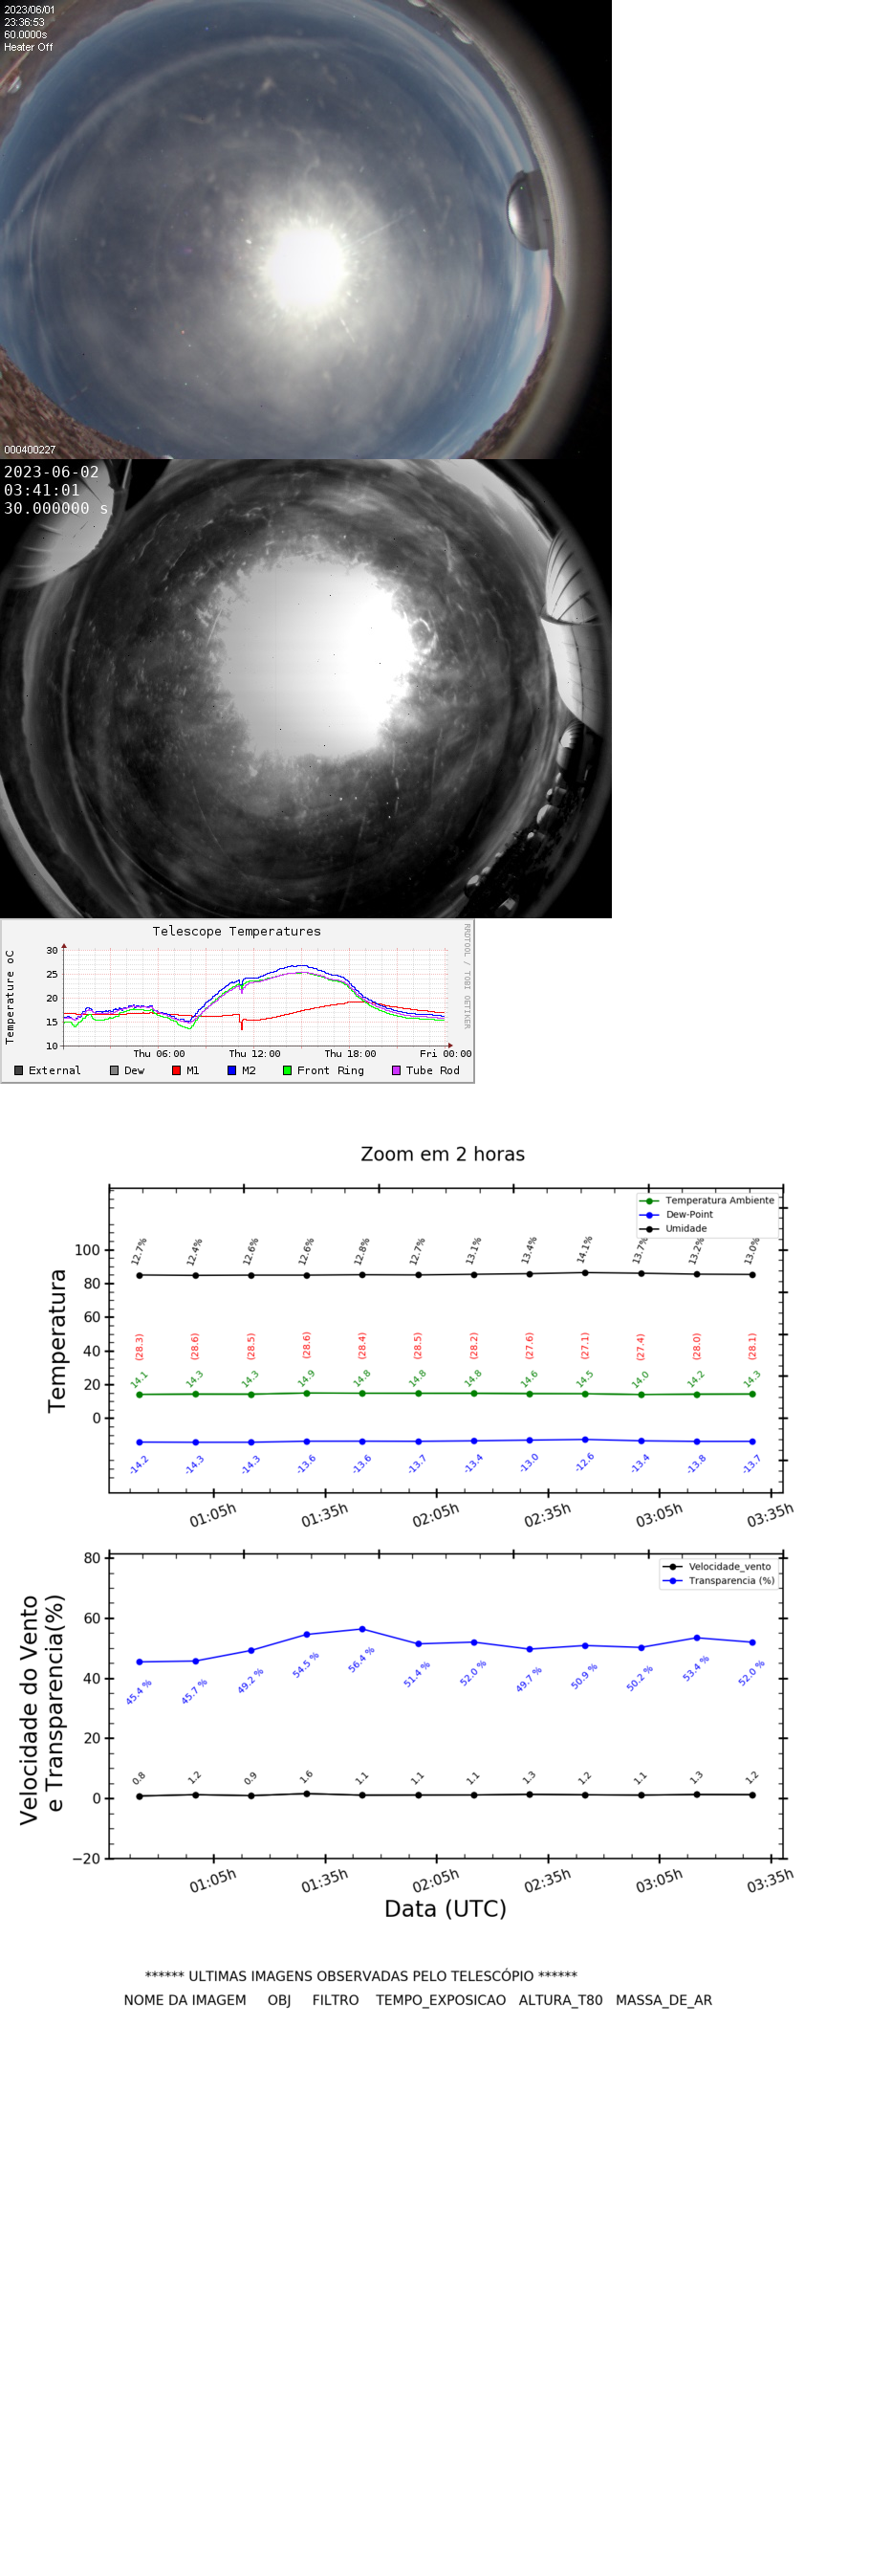 2023/06/01
23:36:53
60.0000s
Heater Off
000400227
2023-06-02
03:41:01
30.000000 s
Telescope Temperatures
RRDTOOL / TOBI OETIKER
Temperature oC
30
25
20
15
10
Thu 06:00 Thu 12:00 Thu 18:00 Fri 00:00
External Dew M1 M2 Front Ring Tube Rod
Zoom em 2 horas
Temperatura Ambiente
Dew-Point
Umidade
Temperatura
100
80
60
40
20
0
12.7% 12.4% 12.6% 12.6% 12.8% 12.7% 13.1% 13.4% 14.1% 13.7% 13.2% 13.0%
(28.3) (28.6) (28.5) (28.6) (28.4) (28.5) (28.2) (27.6) (27.1) (27.4) (28.0) (28.1)
14.1 14.3 14.3 14.9 14.8 14.8 14.8 14.6 14.5 14.0 14.2 14.3
-14.2 -14.3 -14.3 -13.6 -13.6 -13.7 -13.4 -13.0 -12.6 -13.4 -13.8 -13.7
01:05h 01:35h 02:05h 02:35h 03:05h 03:35h
Velocidade_vento
Transparencia (%)
Velocidade do Vento
e Transparencia(%)
80
60
40
20
0
−20
45.4 % 45.7 % 49.2 % 54.5 % 56.4 % 51.4 % 52.0 % 49.7 % 50.9 % 50.2 % 53.4 % 52.0 %
0.8 1.2 0.9 1.6 1.1 1.1 1.1 1.3 1.2 1.1 1.3 1.2
01:05h 01:35h 02:05h 02:35h 03:05h 03:35h
Data (UTC)
****** ULTIMAS IMAGENS OBSERVADAS PELO TELESCÓPIO ******
NOME DA IMAGEM OBJ FILTRO TEMPO_EXPOSICAO ALTURA_T80 MASSA_DE_AR